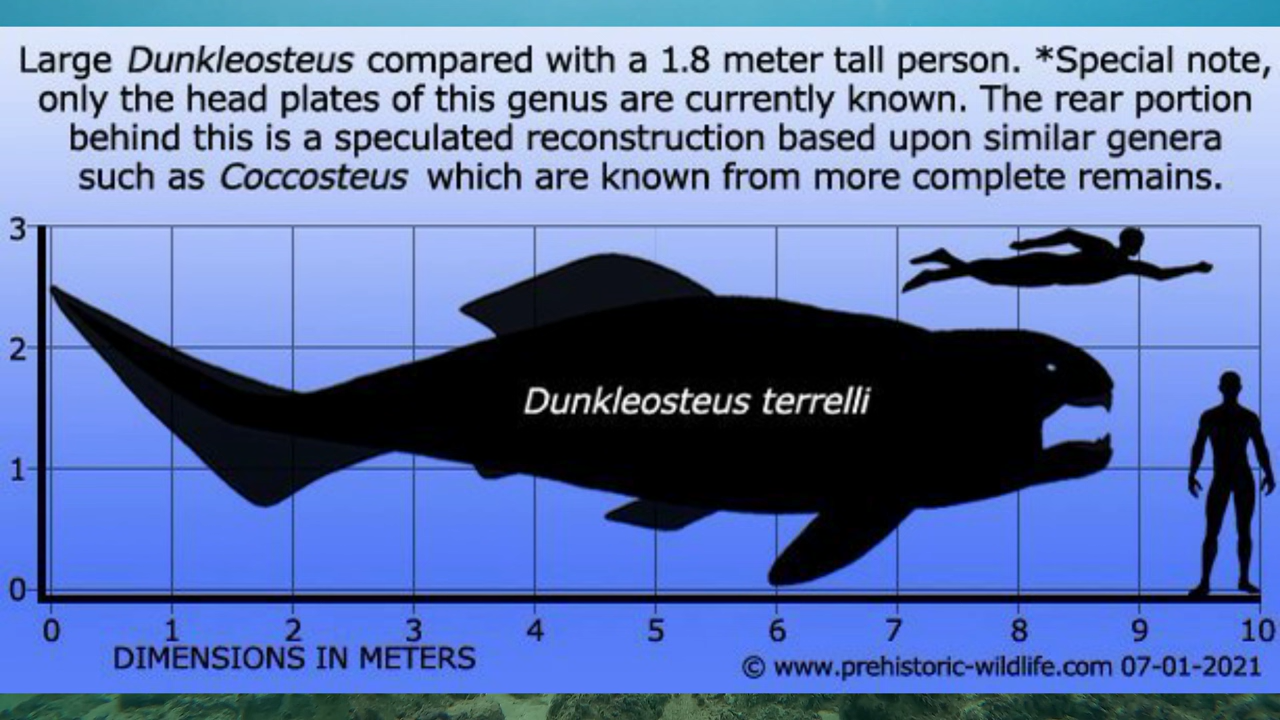 Large Dunkleosteus compared with a 1.8 meter tall person. *Special note,
only the head plates of this genus are currently known. The rear portion
behind this is a speculated reconstruction based upon similar genera
such as Coccosteus which are known from more complete remains.
3
2
Dunkleosteus terrelli
1
0
0 1 2 3 4 5 6 7 8 9 10
DIMENSIONS IN METERS
© www.prehistoric-wildlife.com 07-01-2021